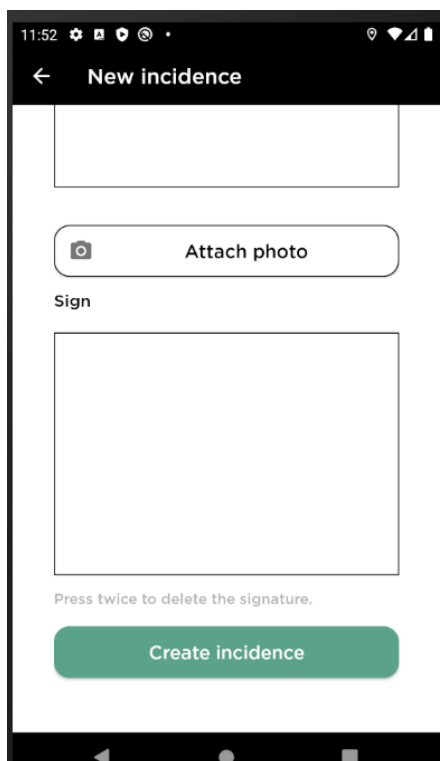 11:52
New incidence
Attach photo
Sign
Press twice to delete the signature.
Create incidence